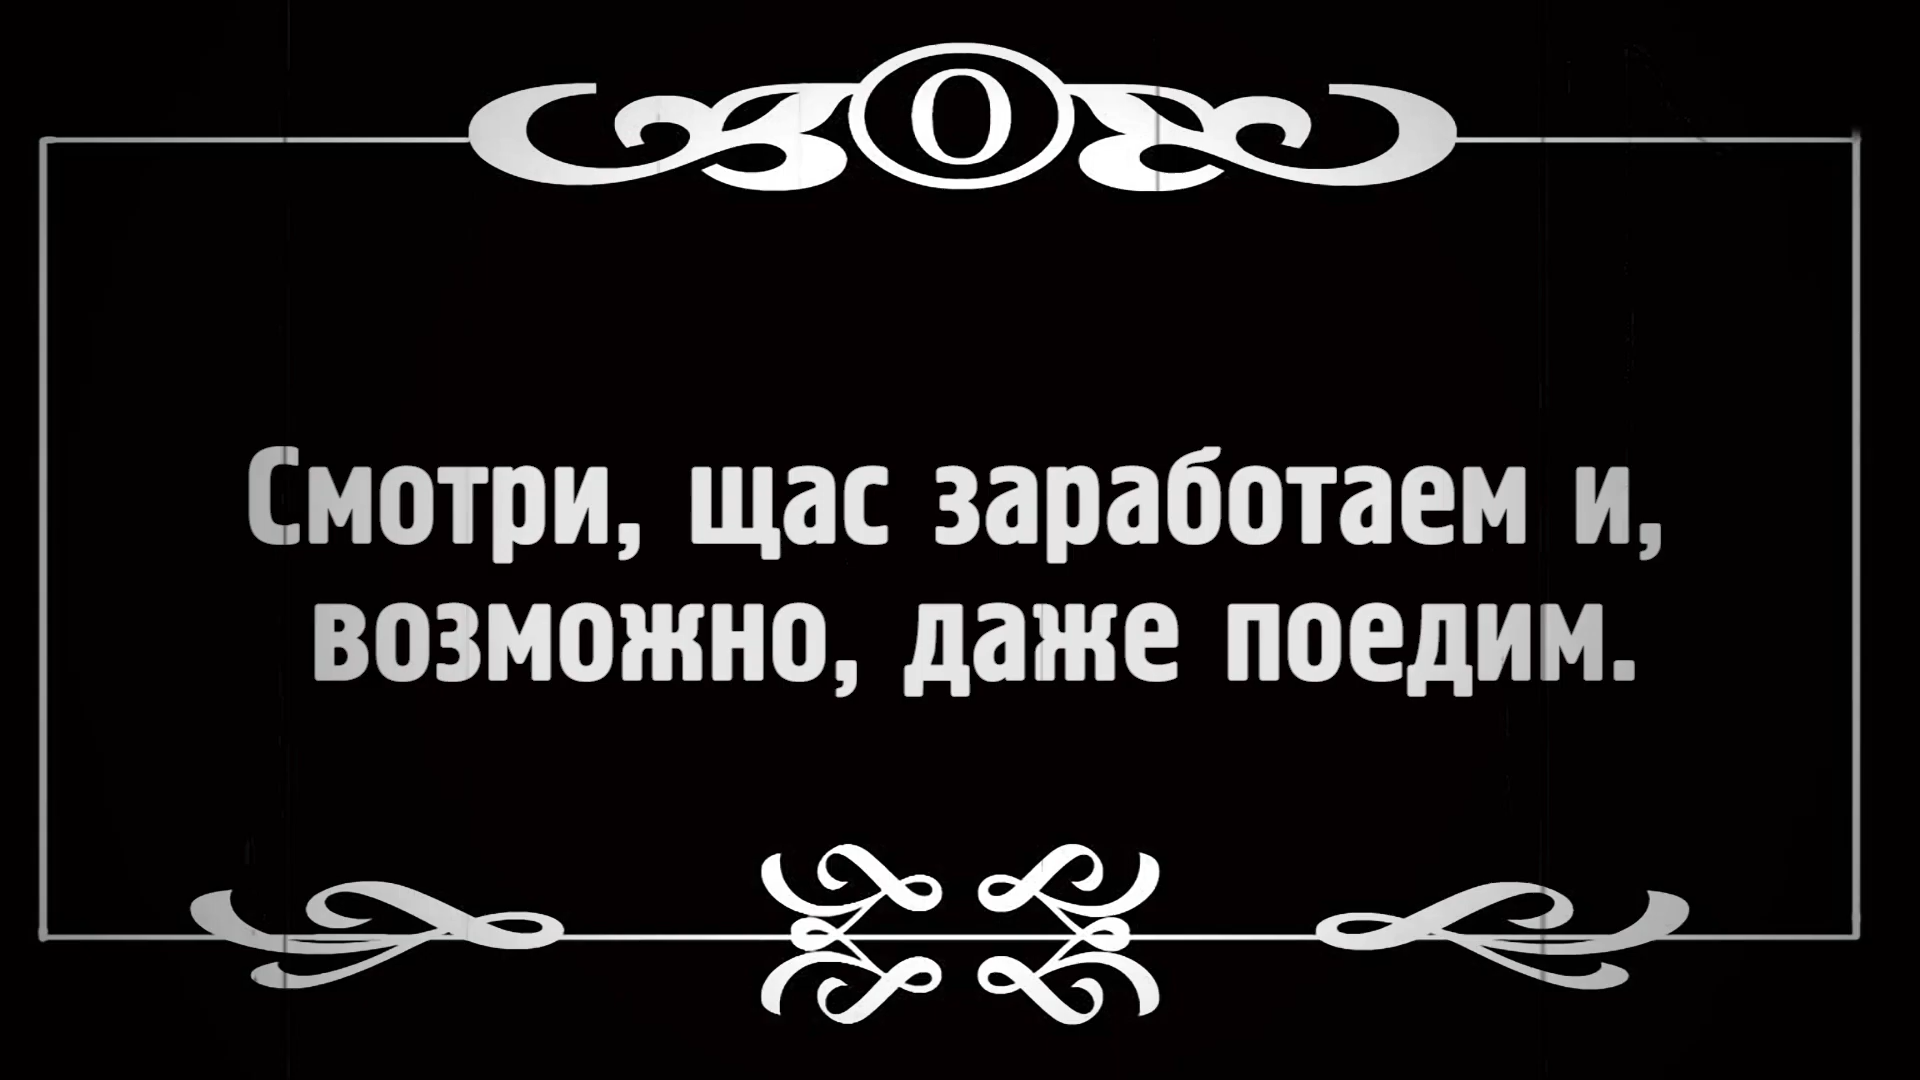 О
Смотри, щас заработаем и,
возможно, даже поедим.